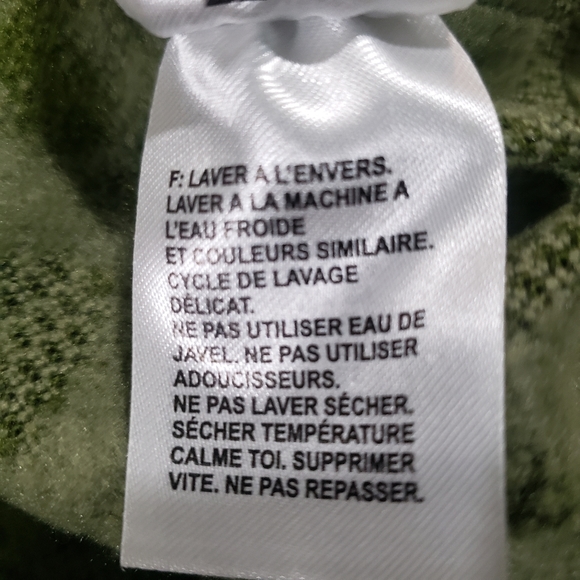 F: LAVER A L'ENVERS.
LAVER A LA MACHINE A
L'EAU FROIDE
ET COULEURS SIMILAIRE.
CYCLE DE LAVAGE
DÉLICAT.
NE PAS UTILISER EAU DE
JAVEL. NE PAS UTILISER
ADOUCISSEURS.
NE PAS LAVER SÉCHER.
SÉCHER TEMPÉRATURE
CALME TOI. SUPPRIMER
VITE. NE PAS REPASSER.